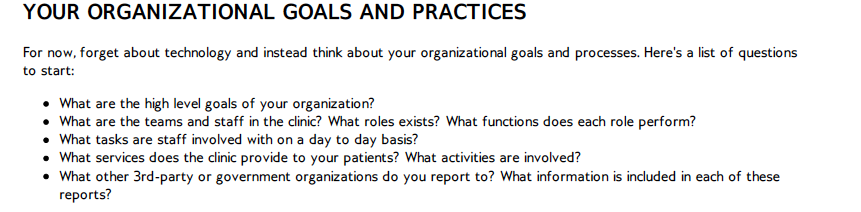 YOUR ORGANIZATIONAL GOALS AND PRACTICES
For now, forget about technology and instead think about your organizational goals and processes. Here's a list of questions
to start:
• What are the high level goals of your organization?
• What are the teams and staff in the clinic? What roles exists? What functions does each role perform?
• What tasks are staff involved with on a day to day basis?
• What services does the clinic provide to your patients? What activities are involved?
• What other 3rd-party or government organizations do you report to? What information is included in each of these
reports?